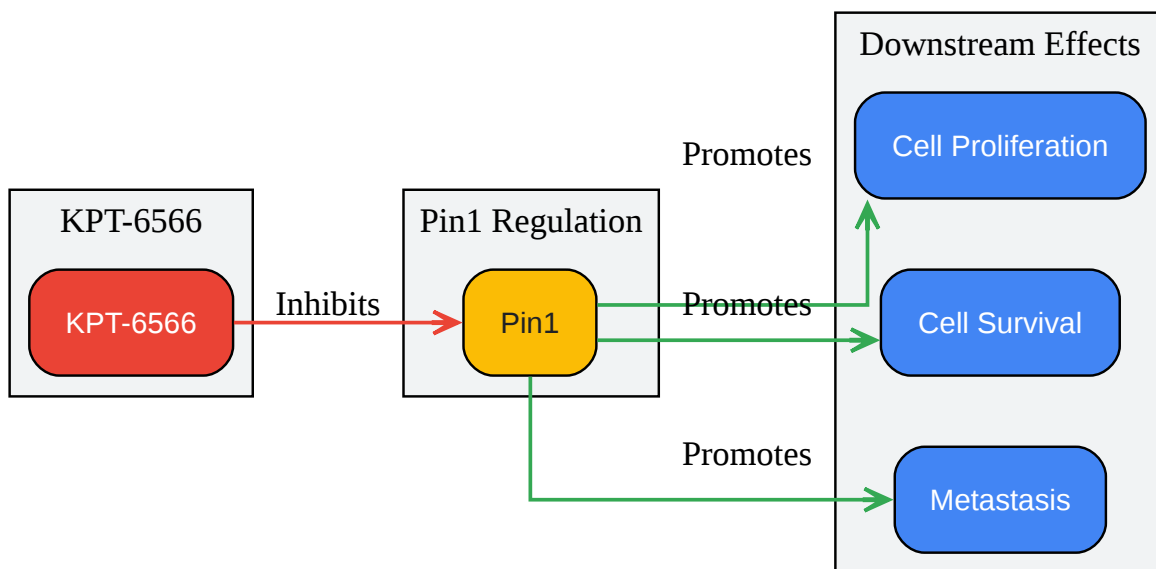 Downstream Effects
Promotes
Cell Proliferation
KPT-6566
Pin1 Regulation
KPT-6566
Inhibits
Pin1
Promotes
Cell Survival
Promotes
Metastasis